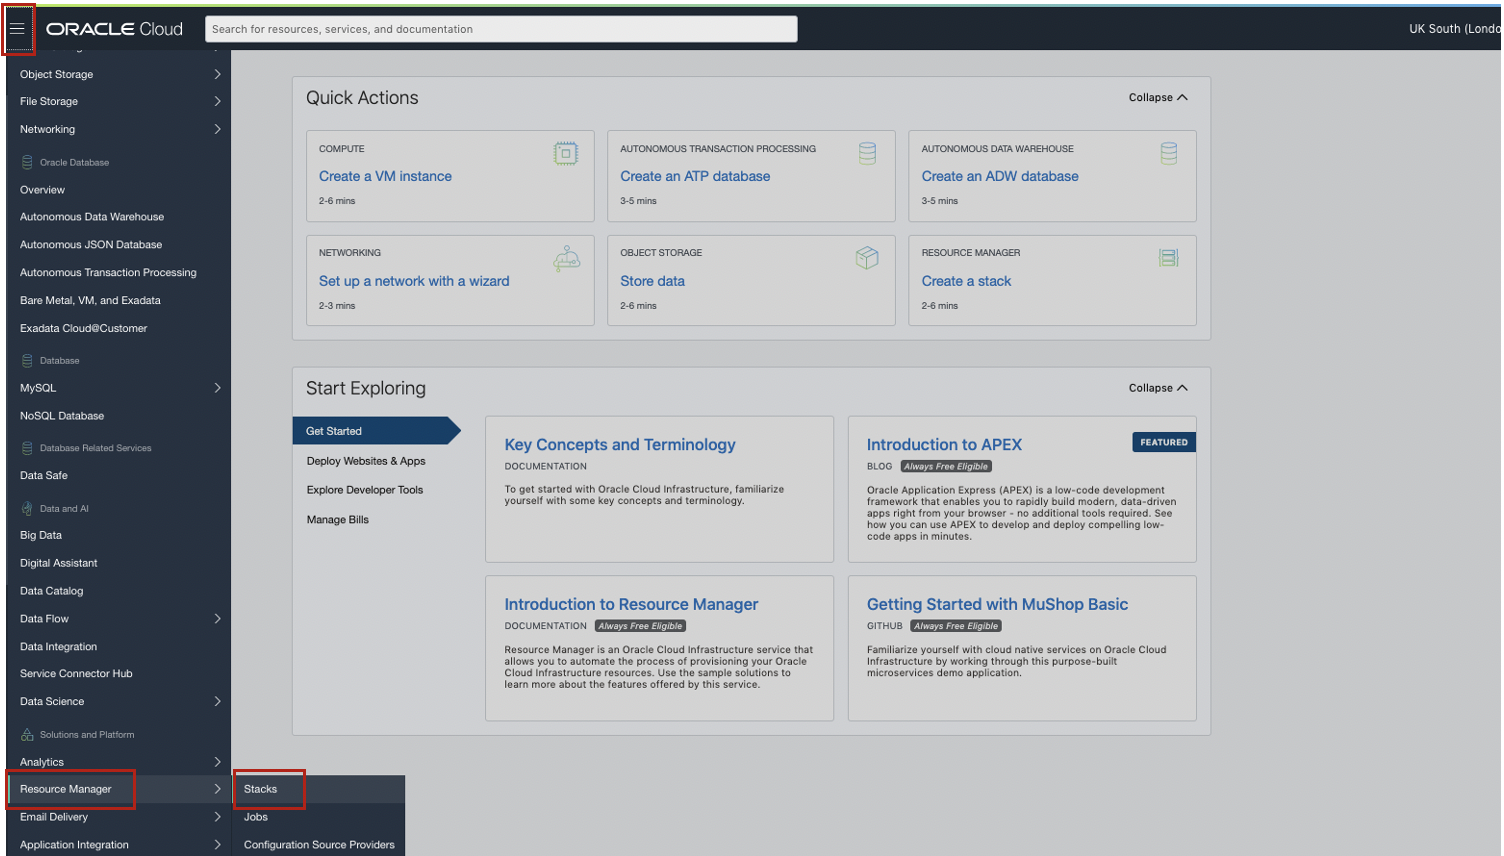 ORACLE Cloud
Search for resources, services, and documentation
UK South (Londo
Object Storage
File Storage
Networking
Oracle Database
Overview
Autonomous Data Warehouse
Autonomous JSON Database
Autonomous Transaction Processing
Bare Metal, VM, and Exadata
Exadata Cloud@Customer
Database
MySQL
NoSQL Database
Database Related Services
Data Safe
Data and AI
Big Data
Digital Assistant
Data Catalog
Data Flow
Data Integration
Service Connector Hub
Data Science
Solutions and Platform
Analytics
Resource Manager
Email Delivery
Application Integration
Stacks
Jobs
Configuration Source Providers
Quick Actions
Collapse
COMPUTE
Create a VM instance
2-6 mins
AUTONOMOUS TRANSACTION PROCESSING
Create an ATP database
3-5 mins
AUTONOMOUS DATA WAREHOUSE
Create an ADW database
3-5 mins
NETWORKING
Set up a network with a wizard
2-3 mins
OBJECT STORAGE
Store data
2-6 mins
RESOURCE MANAGER
Create a stack
2-6 mins
Start Exploring
Collapse
Get Started
Deploy Websites & Apps
Explore Developer Tools
Manage Bills
Key Concepts and Terminology
DOCUMENTATION
To get started with Oracle Cloud Infrastructure, familiarize
yourself with some key concepts and terminology.
Introduction to APEX
FEATURED
BLOG Always Free Eligible
Oracle Application Express (APEX) is a low-code development
framework that enables you to rapidly build modern, data-driven
apps right from your browser - no additional tools required. See
how you can use APEX to develop and deploy compelling low-
code apps in minutes.
Introduction to Resource Manager
DOCUMENTATION Always Free Eligible
Resource Manager is an Oracle Cloud Infrastructure service that
allows you to automate the process of provisioning your Oracle
Cloud Infrastructure resources. Use the sample solutions to
learn more about the features offered by this service.
Getting Started with MuShop Basic
GITHUB Always Free Eligible
Familiarize yourself with cloud native services on Oracle Cloud
Infrastructure by working through this purpose-built
microservices demo application.